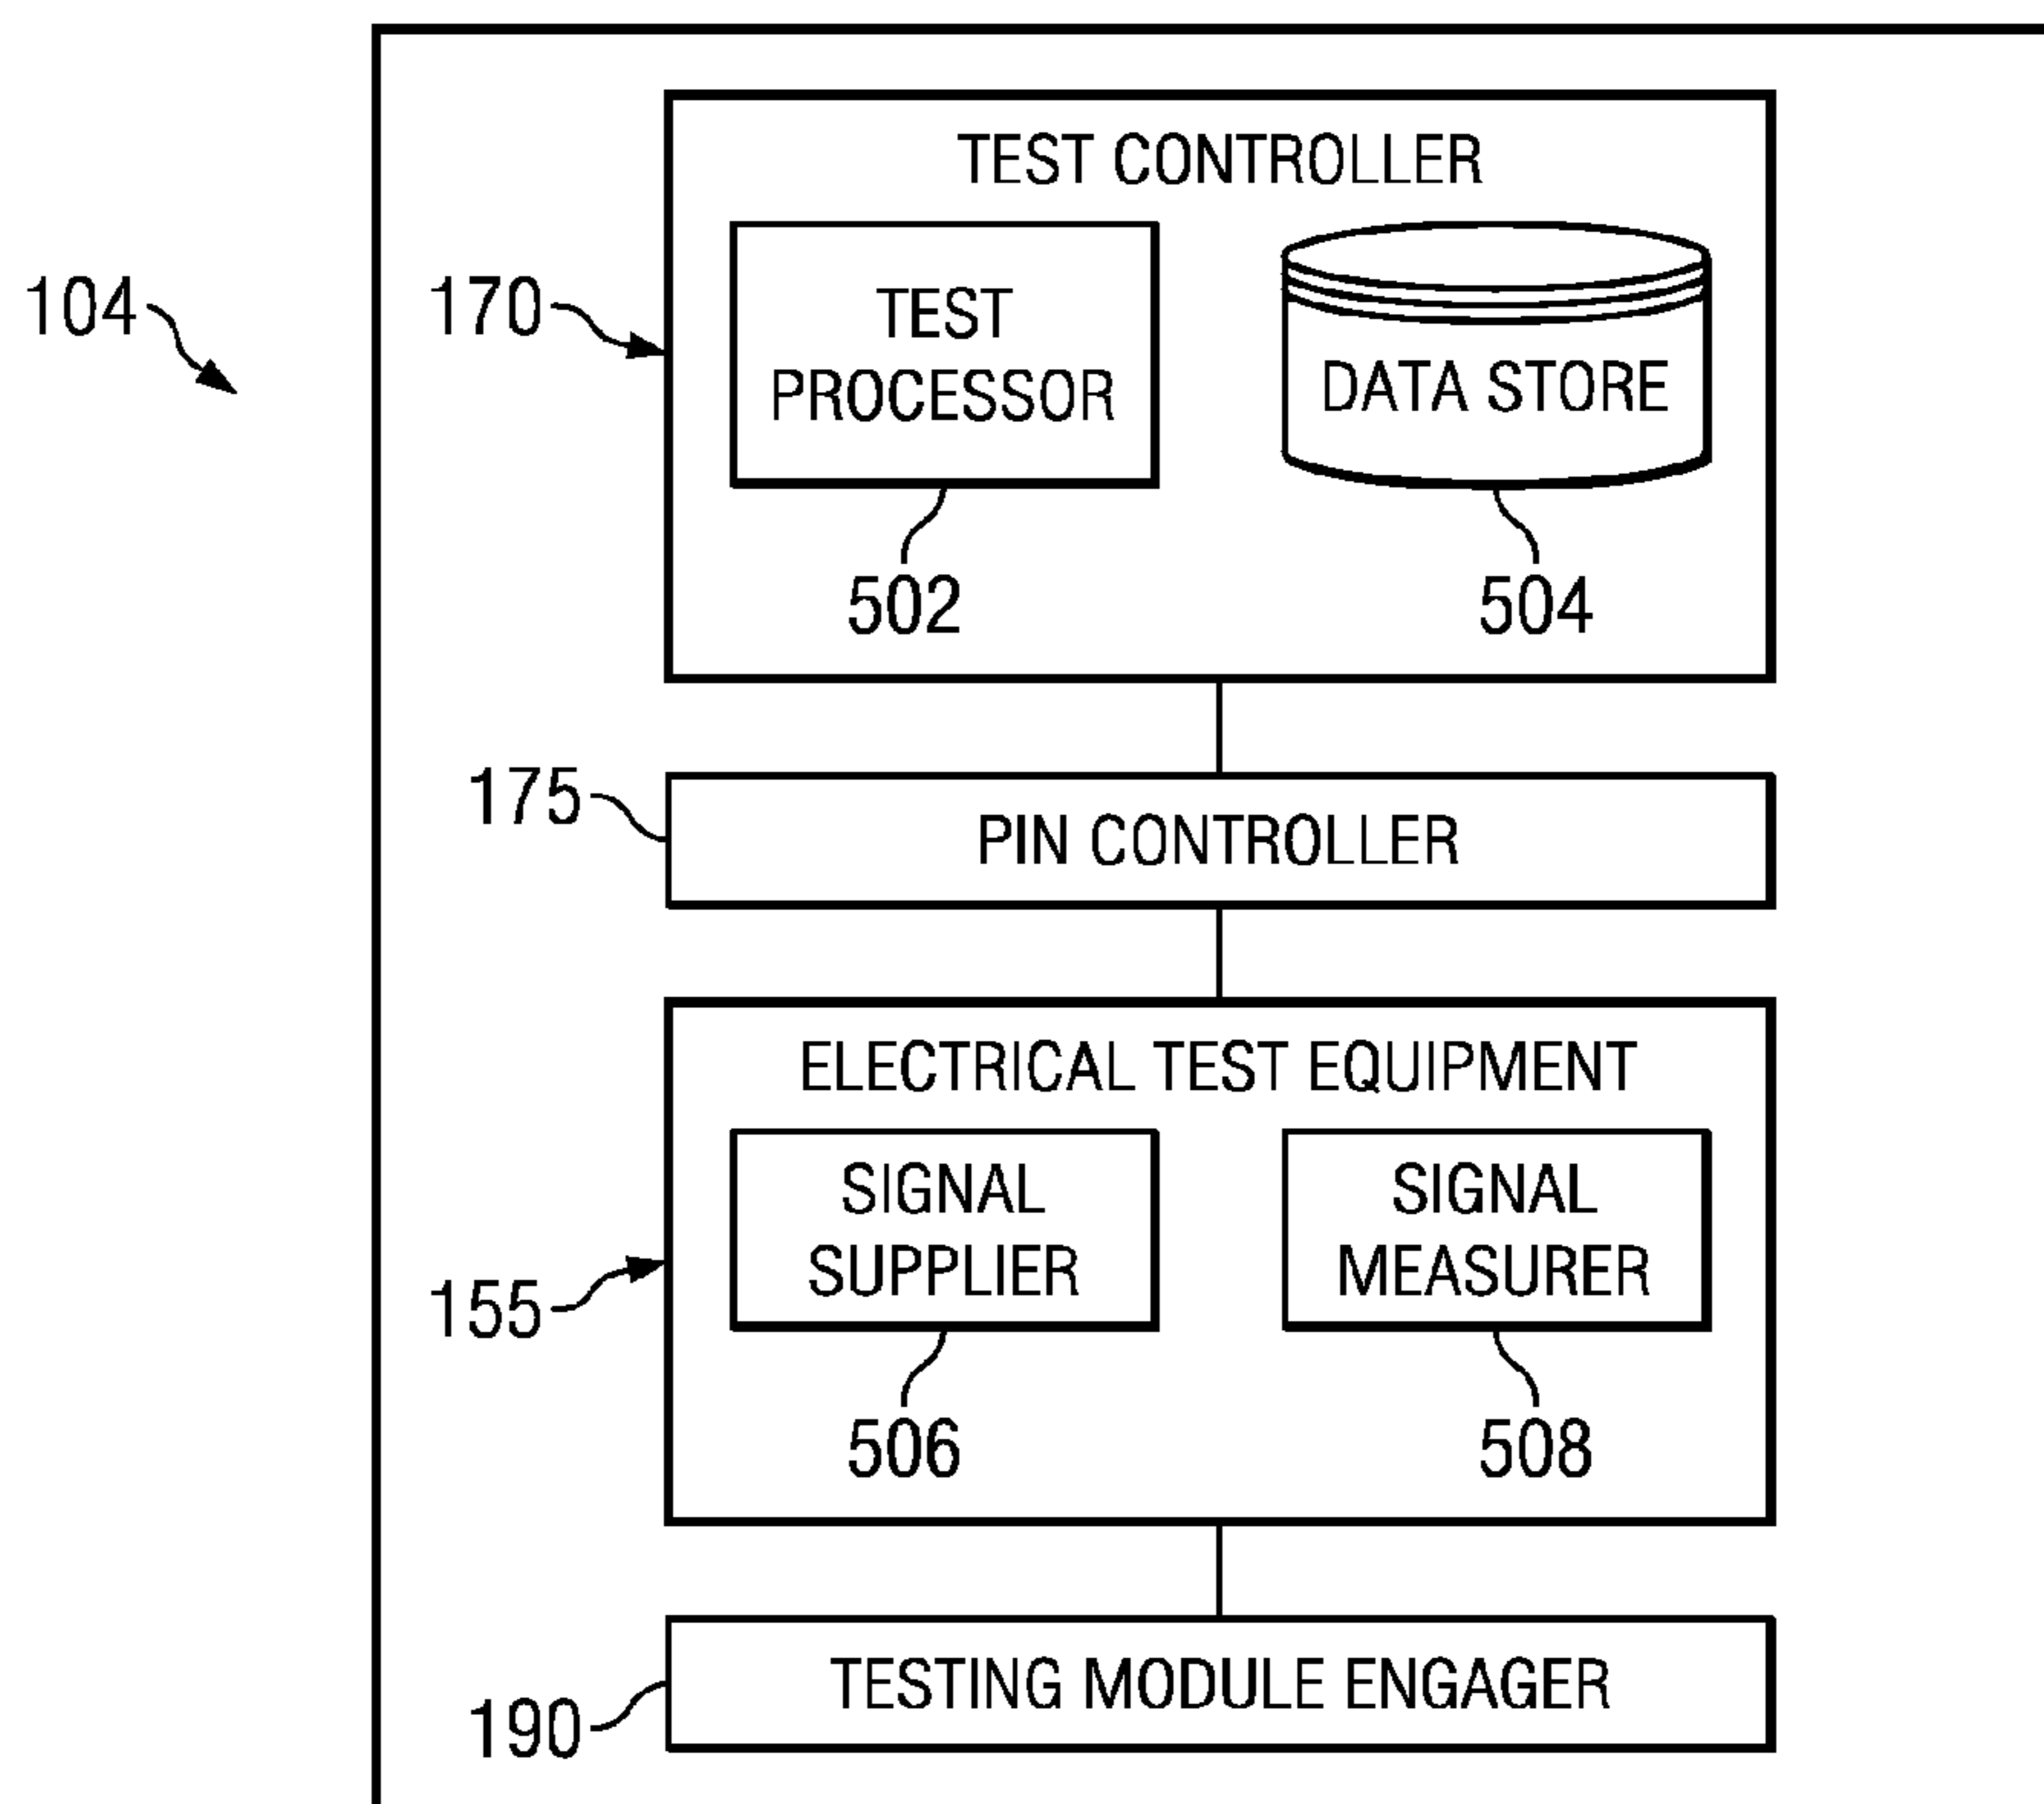 TEST CONTROLLER
104
170
TEST
PROCESSOR
DATA STORE
502
504
175
PIN CONTROLLER
ELECTRICAL TEST EQUIPMENT
SIGNAL
SUPPLIER
SIGNAL
MEASURER
155
506
508
TESTING MODULE ENGAGER
190